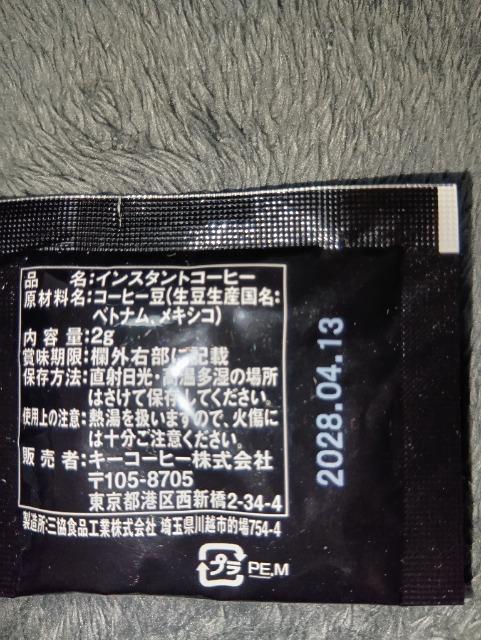 品名:インスタントコーヒー
原材料名:コーヒー豆(生豆生産国名:
ベトナム、メキシコ)
内容量:2g
賞味期限:欄外右部に記載
保存方法:直射日光・高温多湿の場所
はさけて保存してください。
使用上の注意:熱湯を扱いますので、火傷に
は十分ご注意ください。
販売者:キーコーヒー株式会社
〒105-8705
東京都港区西新橋2-34-4
製造所:三協食品工業株式会社 埼玉県川越市的場754-4
2028.04.13
プラ PE,M